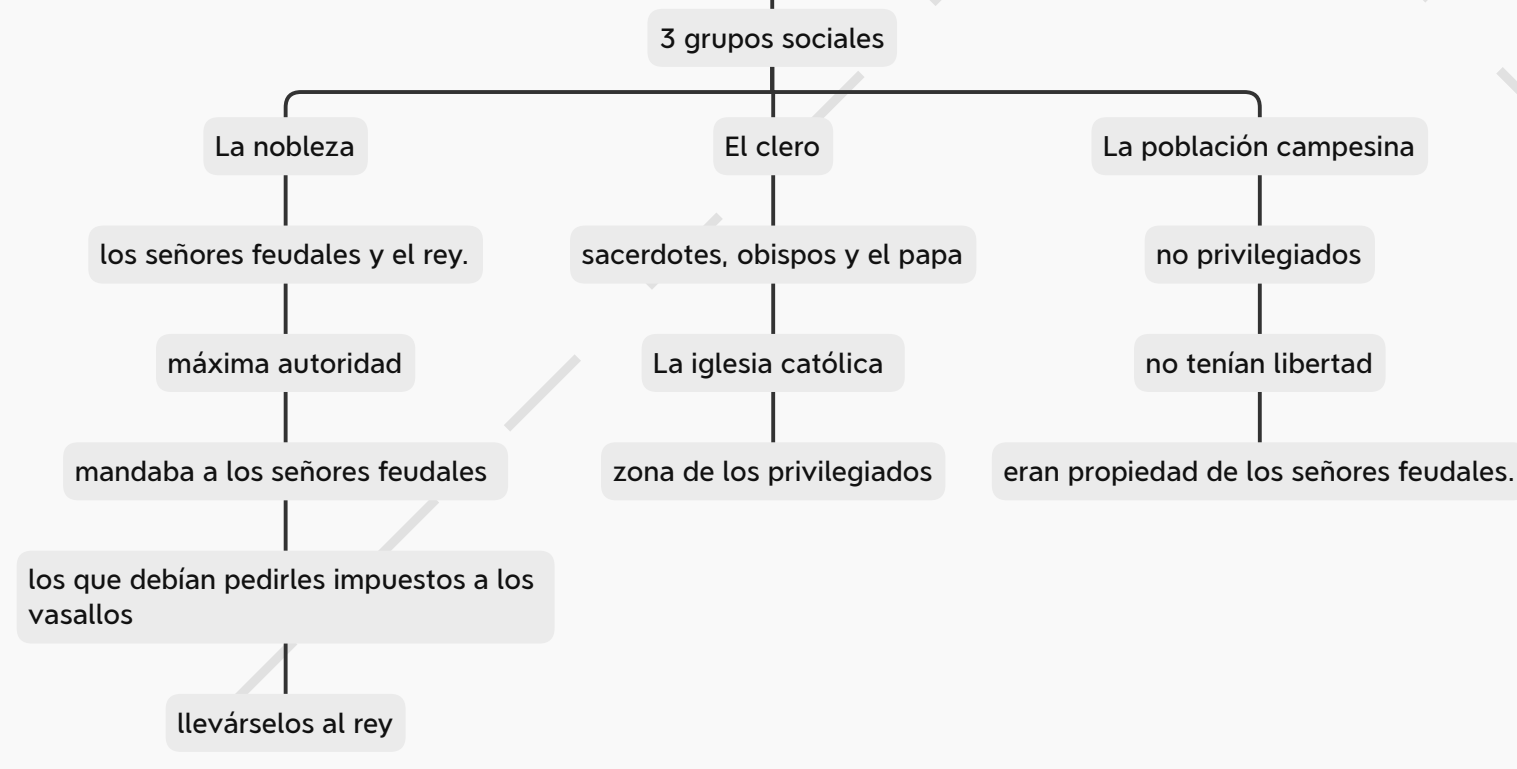 3 grupos sociales
La nobleza
los señores feudales y el rey.
máxima autoridad
mandaba a los señores feudales
los que debían pedirles impuestos a los
vasallos
llevárselos al rey
El clero
sacerdotes, obispos y el papa
La iglesia católica
zona de los privilegiados
La población campesina
no privilegiados
no tenían libertad
eran propiedad de los señores feudales.